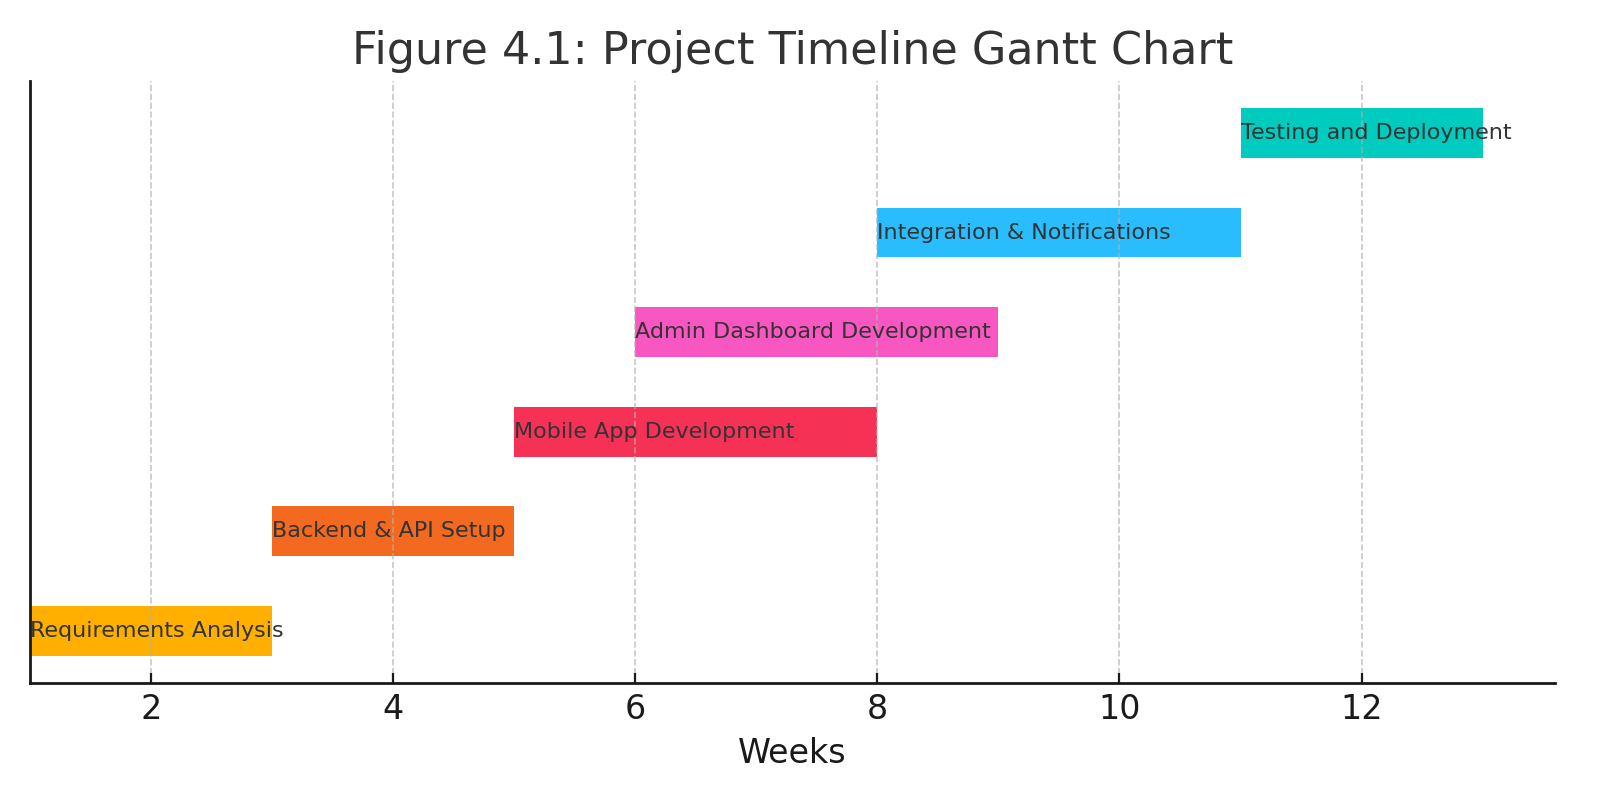 Figure 4.1: Project Timeline Gantt Chart
Testing and Deployment
Integration & Notifications
Admin Dashboard Development
Mobile App Development
Backend & API Setup
Requirements Analysis
2 4 6 8 10 12
Weeks